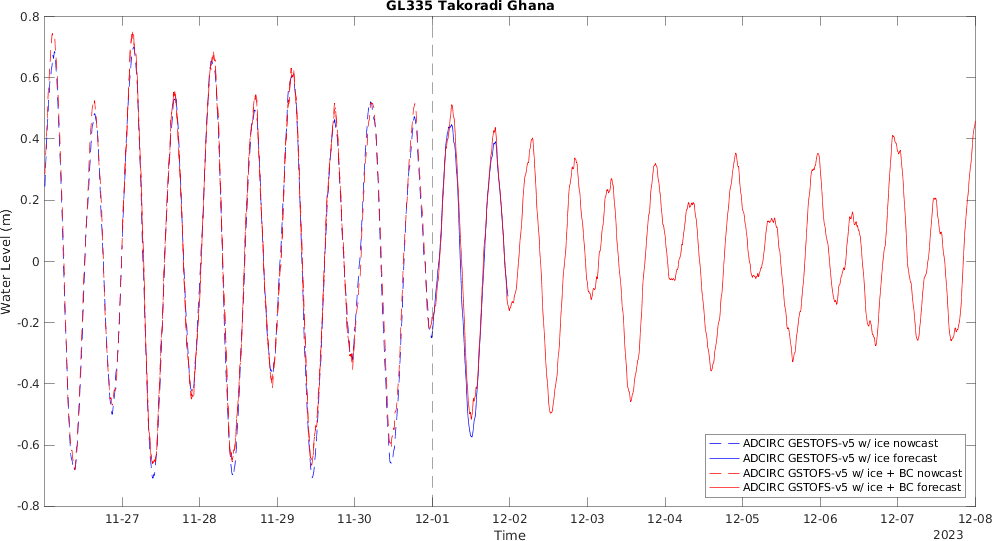 GL335 Takoradi Ghana
Water Level (m)
0.8
0.6
0.4
0.2
0
-0.2
-0.4
-0.6
-0.8
ADCIRC GESTOFS-v5 w/ ice nowcast
ADCIRC GESTOFS-v5 w/ ice forecast
ADCIRC GSTOFS-v5 w/ ice + BC nowcast
ADCIRC GSTOFS-v5 w/ ice + BC forecast
11-27 11-28 11-29 11-30 12-01 12-02 12-03 12-04 12-05 12-06 12-07 12-08
Time
2023